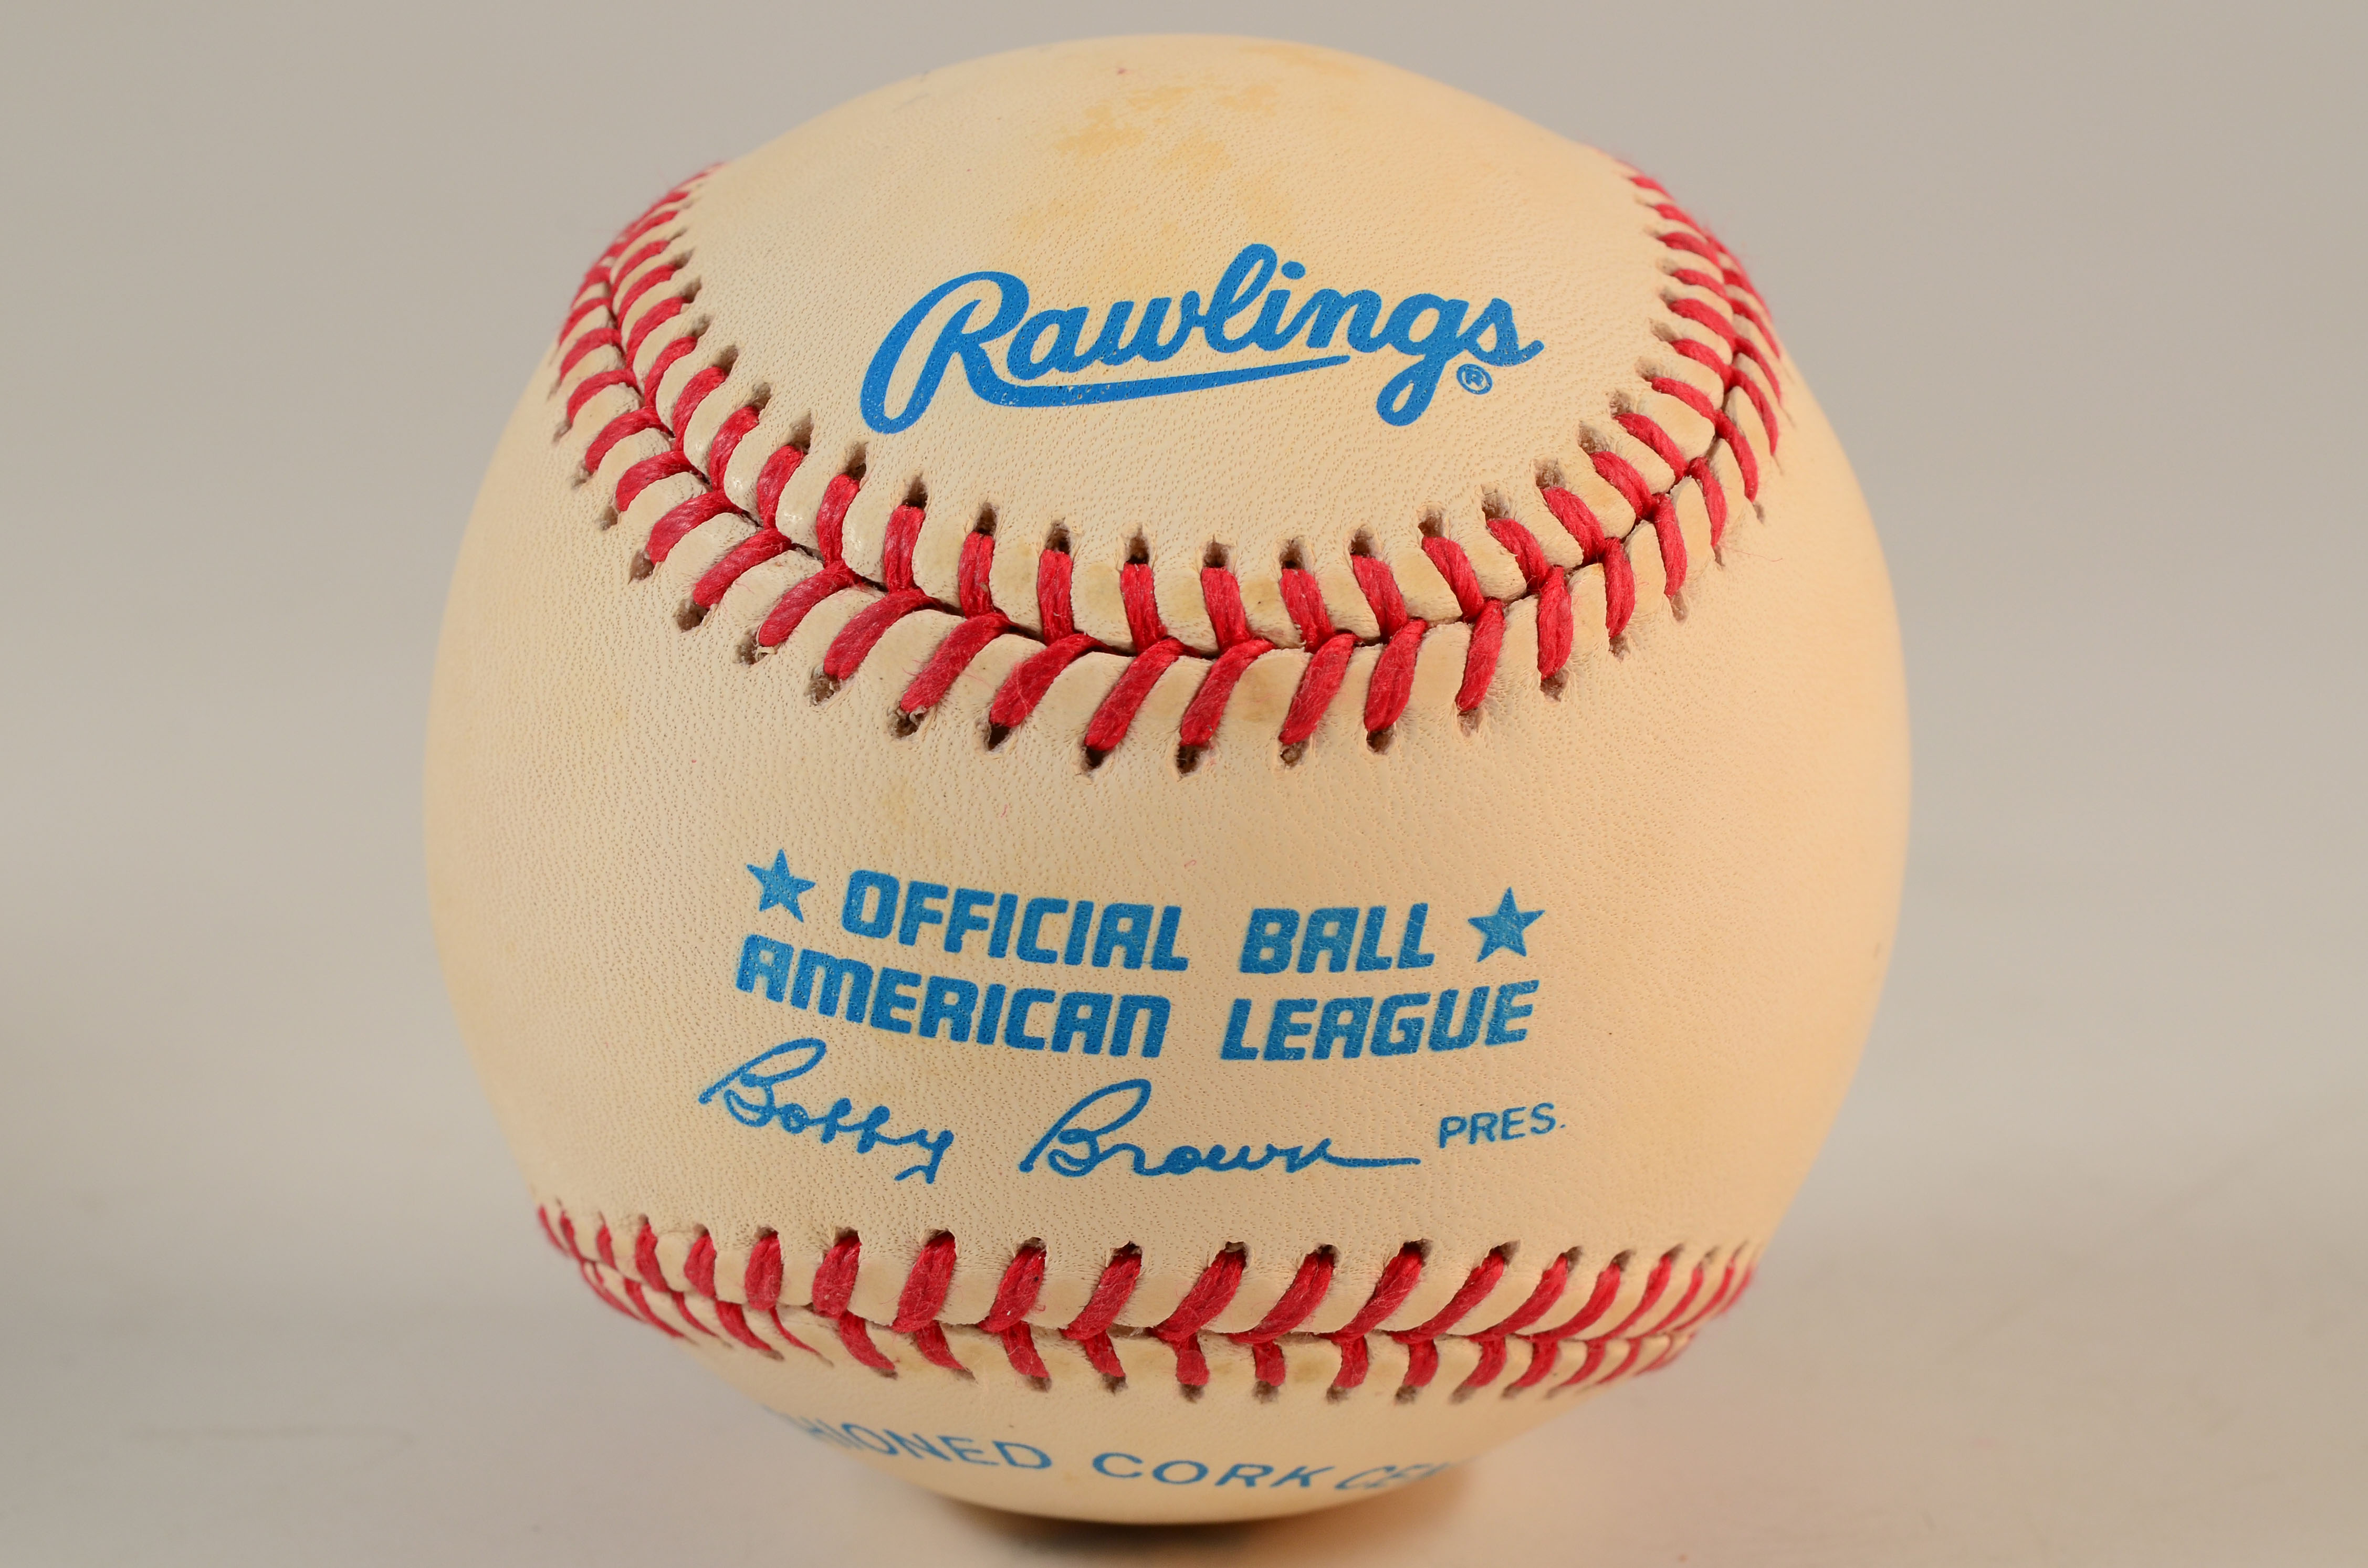 Rawlings®
★ OFFICIAL BALL ★
AMERICAN LEAGUE
Bobby Brown PRES.
CORK